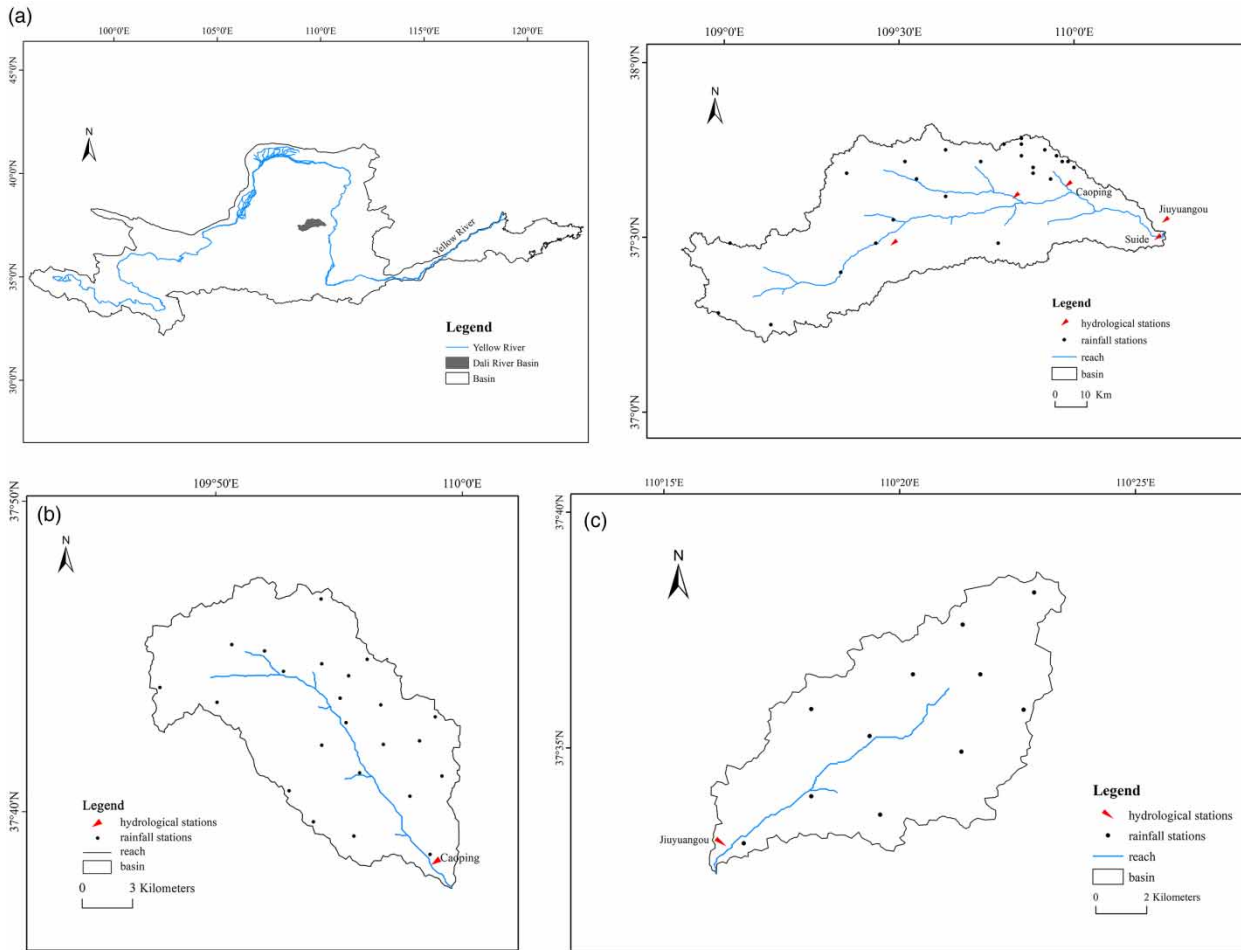 (a)
100°0'E 105°0'E 110°0'E 115°0'E 120°0'E
45°0'N
40°0'N
35°0'N
30°0'N
N
Yellow River
Legend
Yellow River
Dali River Basin
Basin
109°0'E 109°30'E 110°0'E
38°0'N
37°30'N
37°0'N
N
Caoping
Jiuyuangou
Suide
Legend
hydrological stations
rainfall stations
reach
basin
0 10 Km
(b)
109°50'E 110°0'E
37°50'N
37°40'N
N
Caoping
Legend
hydrological stations
rainfall stations
reach
basin
0 3 Kilometers
(c)
110°15'E 110°20'E 110°25'E
37°40'N
37°35'N
N
Jiuyuangou
Legend
hydrological stations
rainfall stations
reach
basin
0 2 Kilometers